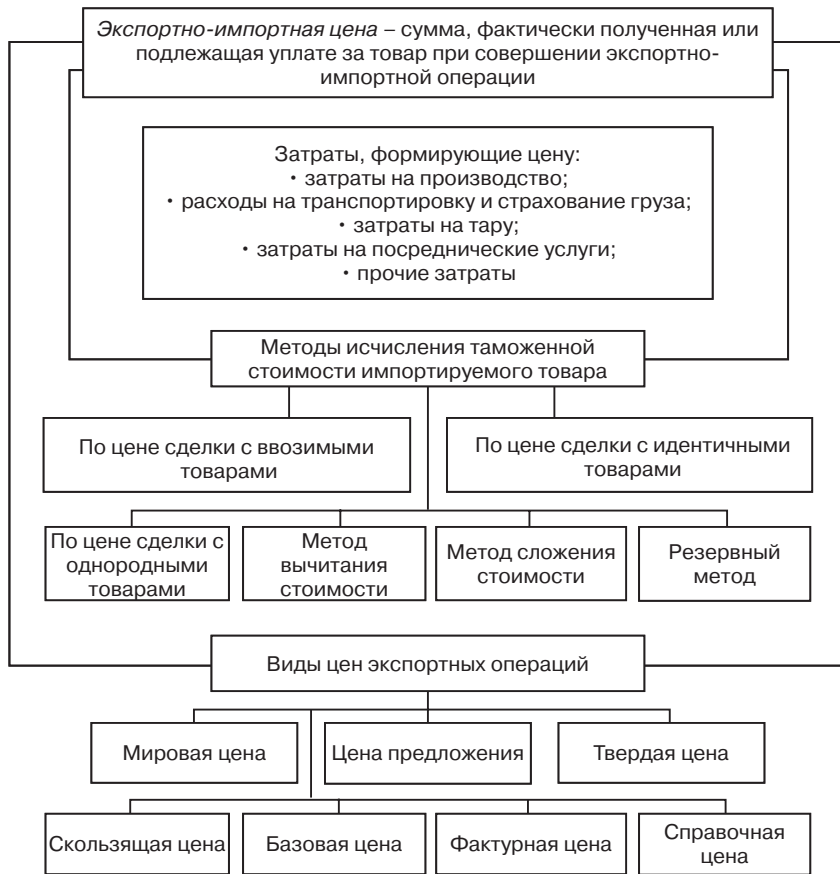 Экспортно-импортная цена – сумма, фактически полученная или
подлежащая уплате за товар при совершении экспортно-
импортной операции
Затраты, формирующие цену:
• затраты на производство;
• расходы на транспортировку и страхование груза;
• затраты на тару;
• затраты на посреднические услуги;
• прочие затраты
Методы исчисления таможенной
стоимости импортируемого товара
По цене сделки с ввозимыми
товарами
По цене сделки с идентичными
товарами
По цене сделки с
однородными
товарами
Метод
вычитания
стоимости
Метод сложения
стоимости
Резервный
метод
Виды цен экспортных операций
Мировая цена
Цена предложения
Твердая цена
Скользящая цена
Базовая цена
Фактурная цена
Справочная
цена